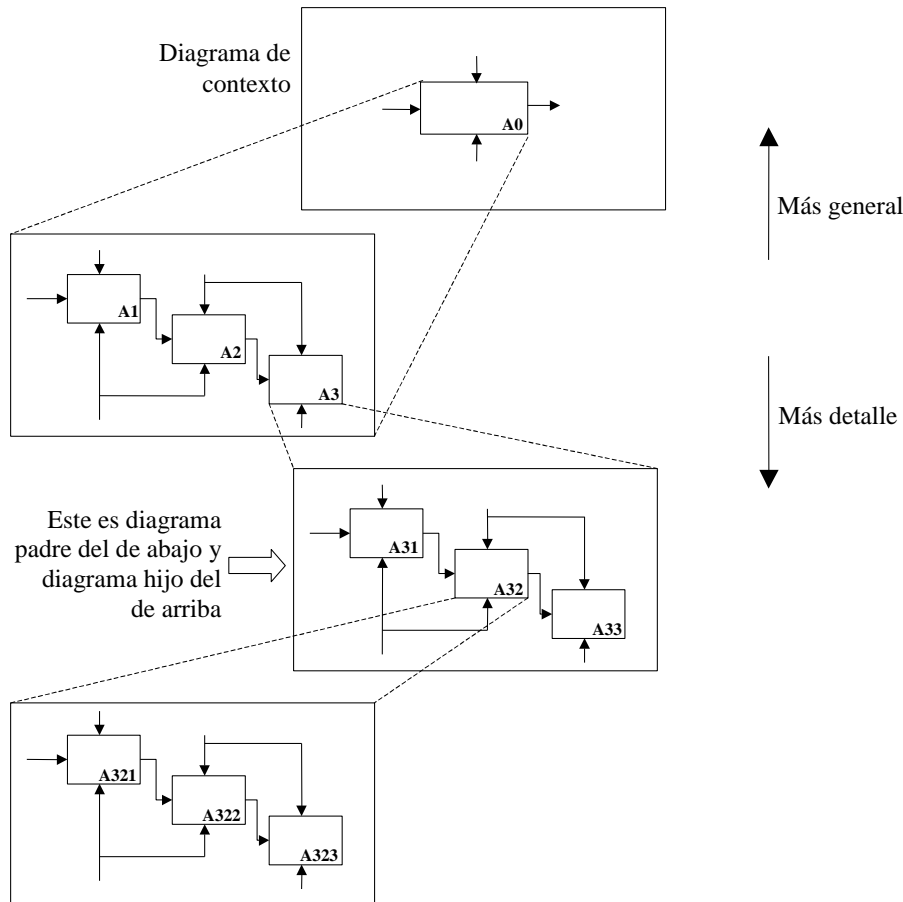 Diagrama de
contexto
A0
Más general
A1
A2
A3
Más detalle
Este es diagrama
padre del de abajo y
diagrama hijo del
de arriba
A31
A32
A33
A321
A322
A323